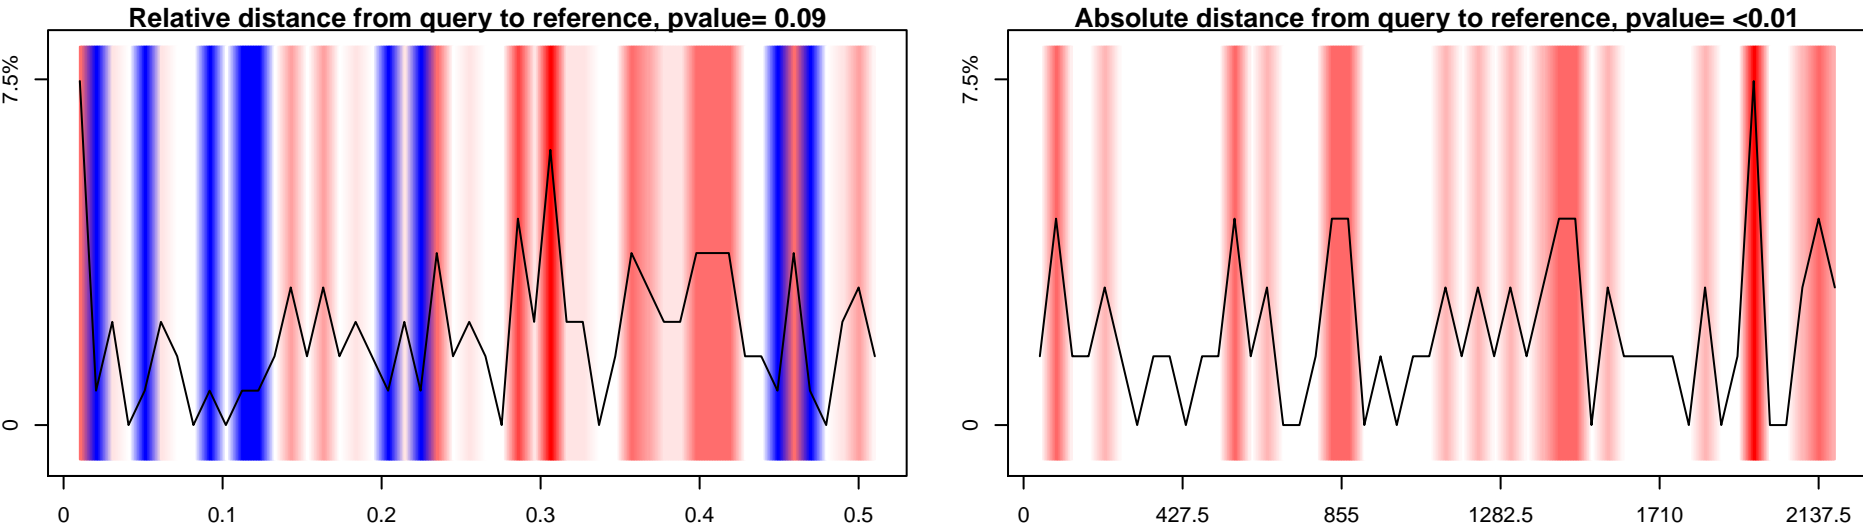 Relative distance from query to reference, pvalue= 0.09
7.5%
0
0 0.1 0.2 0.3 0.4 0.5
Absolute distance from query to reference, pvalue= <0.01
7.5%
0
0 427.5 855 1282.5 1710 2137.5